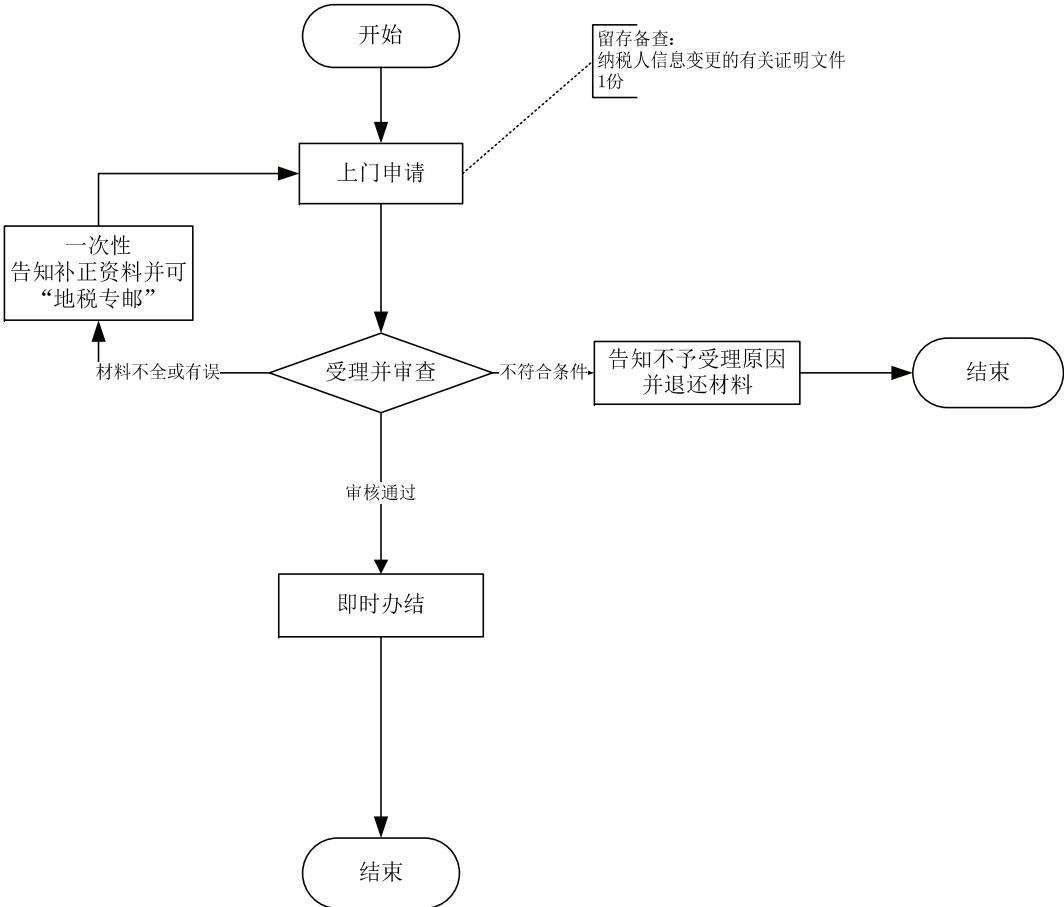 开始
留存备查：
纳税人信息变更的有关证明文件
1份
上门申请
一次性
告知补正资料并可
“地税专邮”
材料不全或有误
受理并审查
不符合条件
告知不予受理原因
并退还材料
结束
审核通过
即时办结
结束